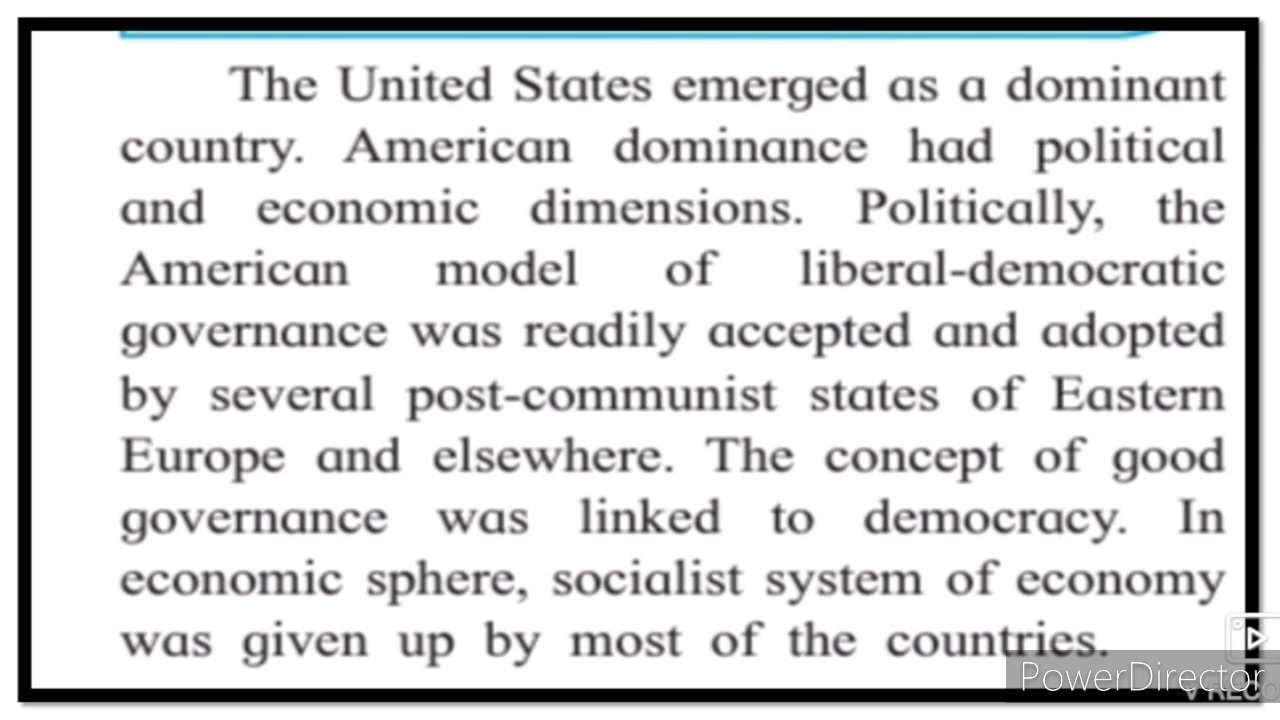 The United States emerged as a dominant
country. American dominance had political
and economic dimensions. Politically, the
American model of liberal-democratic
governance was readily accepted and adopted
by several post-communist states of Eastern
Europe and elsewhere. The concept of good
governance was linked to democracy. In
economic sphere, socialist system of economy
was given up by most of the countries.
PowerDirector